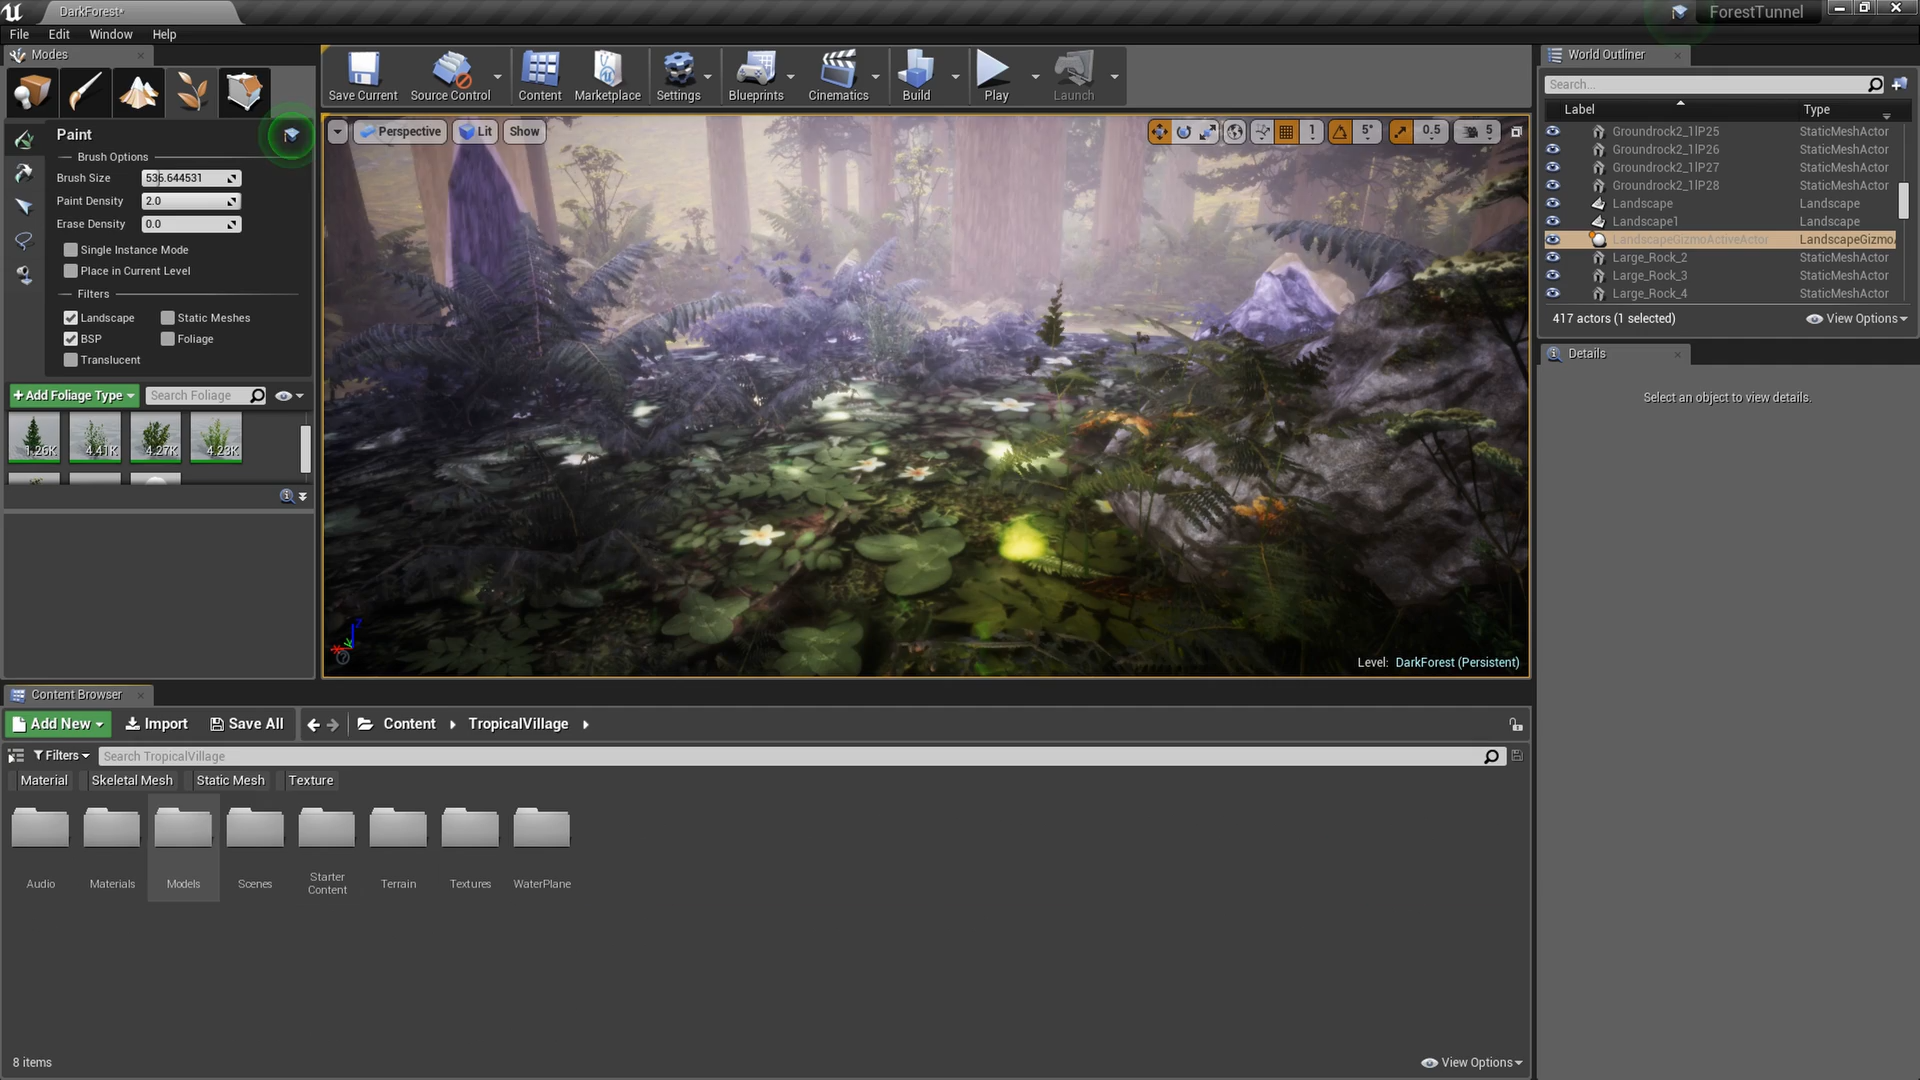 DarkForest*
ForestTunnel
File Edit Window Help
Modes
Save Current Source Control Content Marketplace Settings Blueprints Cinematics Build Play Launch
World Outliner
Search...
Label Type
Groundrock2_1lP25 StaticMeshActor
Groundrock2_1lP26 StaticMeshActor
Groundrock2_1lP27 StaticMeshActor
Groundrock2_1lP28 StaticMeshActor
Landscape Landscape
Landscape1 Landscape
LandscapeGizmoActiveActor LandscapeGizmoA
Large_Rock_2 StaticMeshActor
Large_Rock_3 StaticMeshActor
Large_Rock_4 StaticMeshActor
417 actors (1 selected) View Options
Details
Select an object to view details.
Paint
Brush Options
Brush Size 536.644531
Paint Density 2.0
Erase Density 0.0
Single Instance Mode
Place in Current Level
Filters
Landscape Static Meshes
BSP Foliage
Translucent
+Add Foliage Type Search Foliage
1.26K 4.41K 4.27K 4.23K
Perspective Lit Show 1 5° 0.5 5
Level: DarkForest (Persistent)
Content Browser
Add New Import Save All Content TropicalVillage
Filters Search TropicalVillage
Material Skeletal Mesh Static Mesh Texture
Audio Materials Models Scenes Starter Content Terrain Textures WaterPlane
8 items View Options